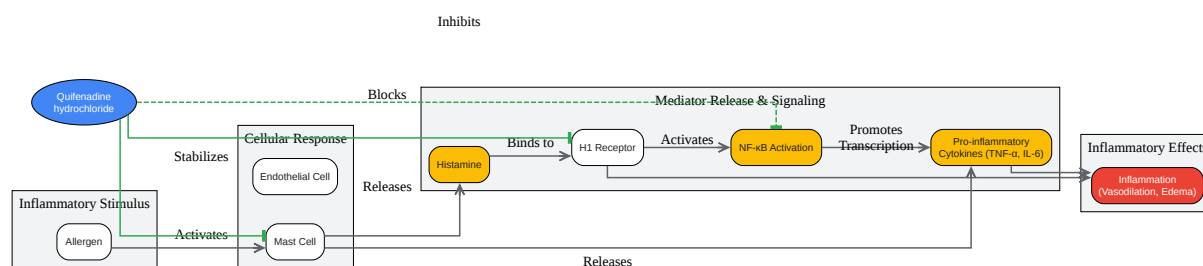 Inhibits
Quifenadine
hydrochloride
Blocks
Mediator Release & Signaling
Cellular Response
Stabilizes
Endothelial Cell
Releases
Histamine
Binds to
H1 Receptor
Activates
NF-κB Activation
Promotes
Transcription
Pro-inflammatory
Cytokines (TNF-α, IL-6)
Inflammatory Effects
Inflammation
(Vasodilation, Edema)
Inflammatory Stimulus
Allergen
Activates
Mast Cell
Releases